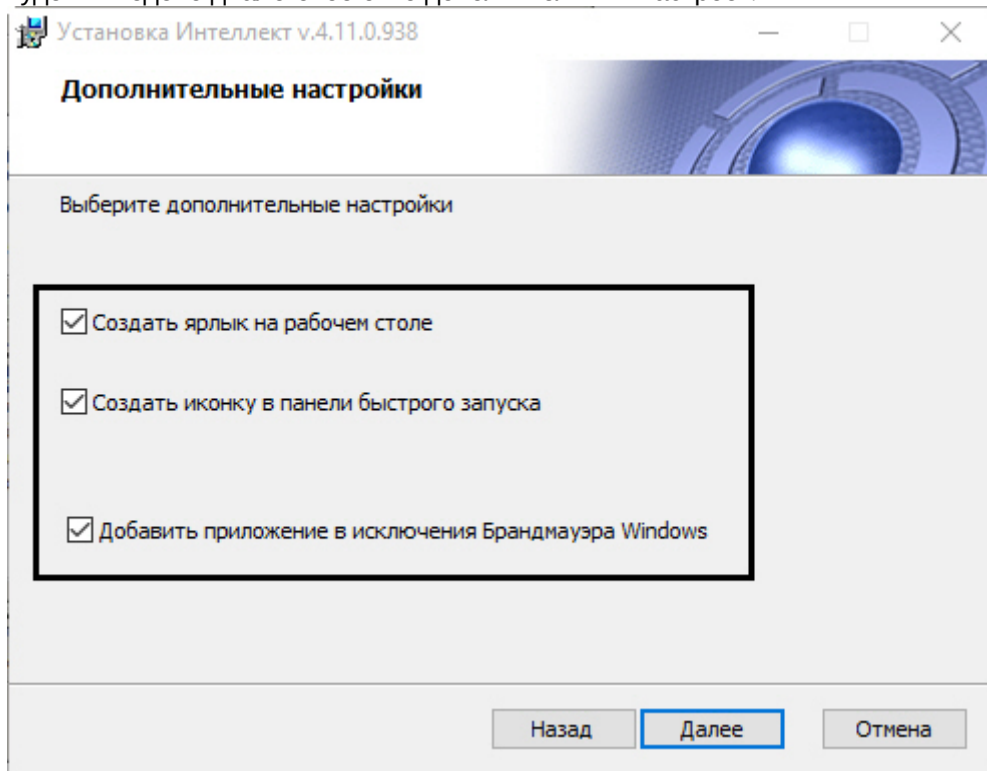 Установка Интеллект v.4.11.0.938
Дополнительные настройки
Выберите дополнительные настройки
Создать ярлык на рабочем столе
Создать иконку в панели быстрого запуска
Добавить приложение в исключения Брандмауэра Windows
Назад Далее Отмена